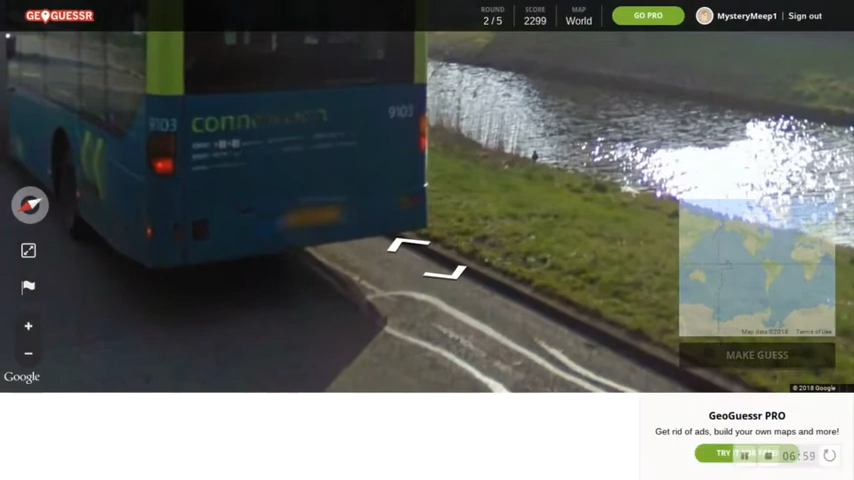 GEOGUESSR
ROUND
2 / 5
SCORE
2299
MAP
World
GO PRO
MysteryMeep1 | Sign out
9103
9103
Map data ©2018 Terms of Use
MAKE GUESS
Google
© 2018 Google
GeoGuessr PRO
Get rid of ads, build your own maps and more!
TRY
06:59